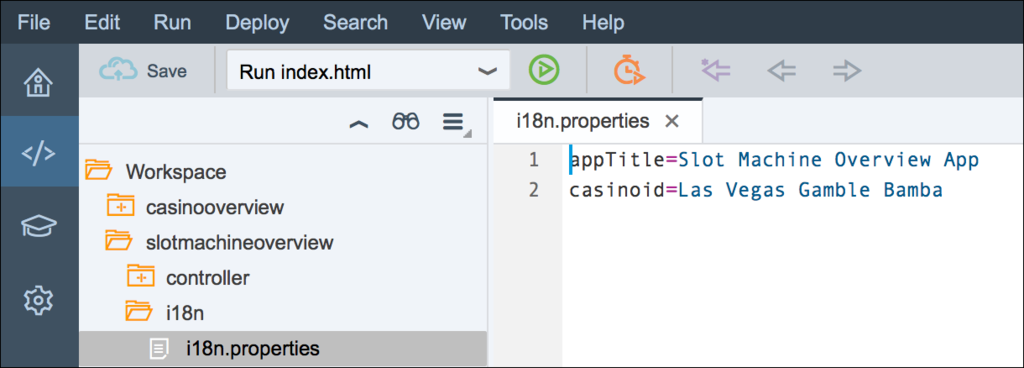 File Edit Run Deploy Search View Tools Help
Save Run index.html
i18n.properties
1 appTitle=Slot Machine Overview App
2 casinoid=Las Vegas Gamble Bamba
Workspace
casinooverview
slotmachineoverview
controller
i18n
i18n.properties